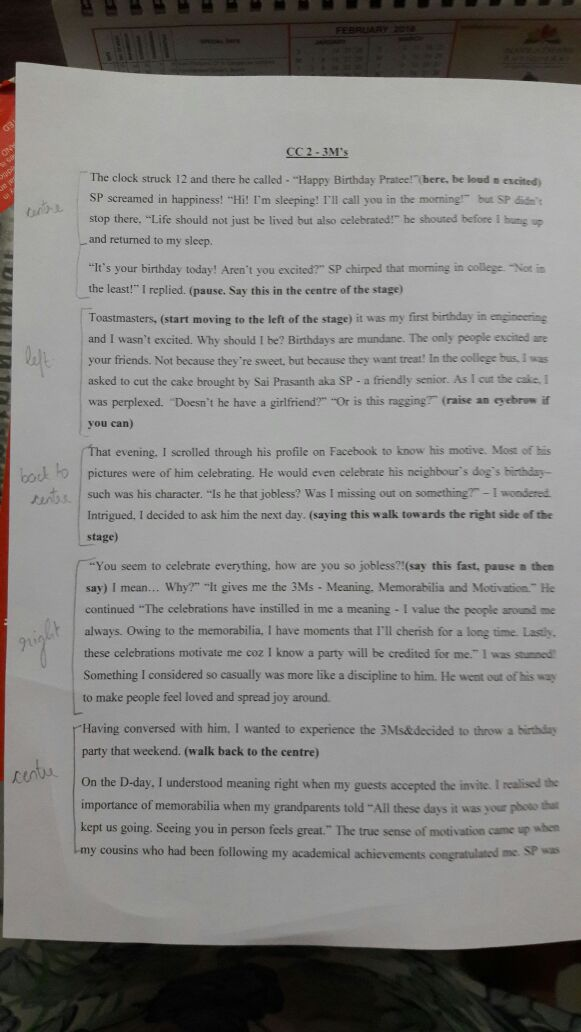 FEBRUARY 2018
SPECIAL DATE
JANUARY
MARCH
CC 2 - 3M's
The clock struck 12 and there he called - “Happy Birthday Pratee!”(here, be loud n excited)
SP screamed in happiness! “Hi! I'm sleeping! I'll call you in the morning!” but SP didn't
centre
stop there, “Life should not just be lived but also celebrated!” he shouted before I hung up
and returned to my sleep.
“It's your birthday today! Aren't you excited?” SP chirped that morning in college. “Not in
the least!” I replied. (pause. Say this in the centre of the stage)
Toastmasters, (start moving to the left of the stage) it was my first birthday in engineering
and I wasn't excited. Why should I be? Birthdays are mundane. The only people excited are
left
your friends. Not because they're sweet, but because they want treat! In the college bus, I was
asked to cut the cake brought by Sai Prasanth aka SP - a friendly senior. As I cut the cake, I
was perplexed. “Doesn't he have a girlfriend?” “Or is this ragging?” (raise an eyebrow if
you can)
That evening, I scrolled through his profile on Facebook to know his motive. Most of his
back to
pictures were of him celebrating. He would even celebrate his neighbour's dog's birthday–
centre
such was his character. “Is he that jobless? Was I missing out on something?” – I wondered.
Intrigued, I decided to ask him the next day. (saying this walk towards the right side of the
stage)
“You seem to celebrate everything, how are you so jobless?!(say this fast, pause n then
say) I mean… Why?” “It gives me the 3Ms - Meaning, Memorabilia and Motivation.” He
continued “The celebrations have instilled in me a meaning - I value the people around me
right
always. Owing to the memorabilia, I have moments that I'll cherish for a long time. Lastly,
these celebrations motivate me coz I know a party will be credited for me.” I was stunned!
Something I considered so casually was more like a discipline to him. He went out of his way
to make people feel loved and spread joy around.
Having conversed with him, I wanted to experience the 3Ms&decided to throw a birthday
party that weekend. (walk back to the centre)
centre
On the D-day, I understood meaning right when my guests accepted the invite. I realised the
importance of memorabilia when my grandparents told “All these days it was your photo that
kept us going. Seeing you in person feels great.” The true sense of motivation came up when
my cousins who had been following my academical achievements congratulated me. SP was